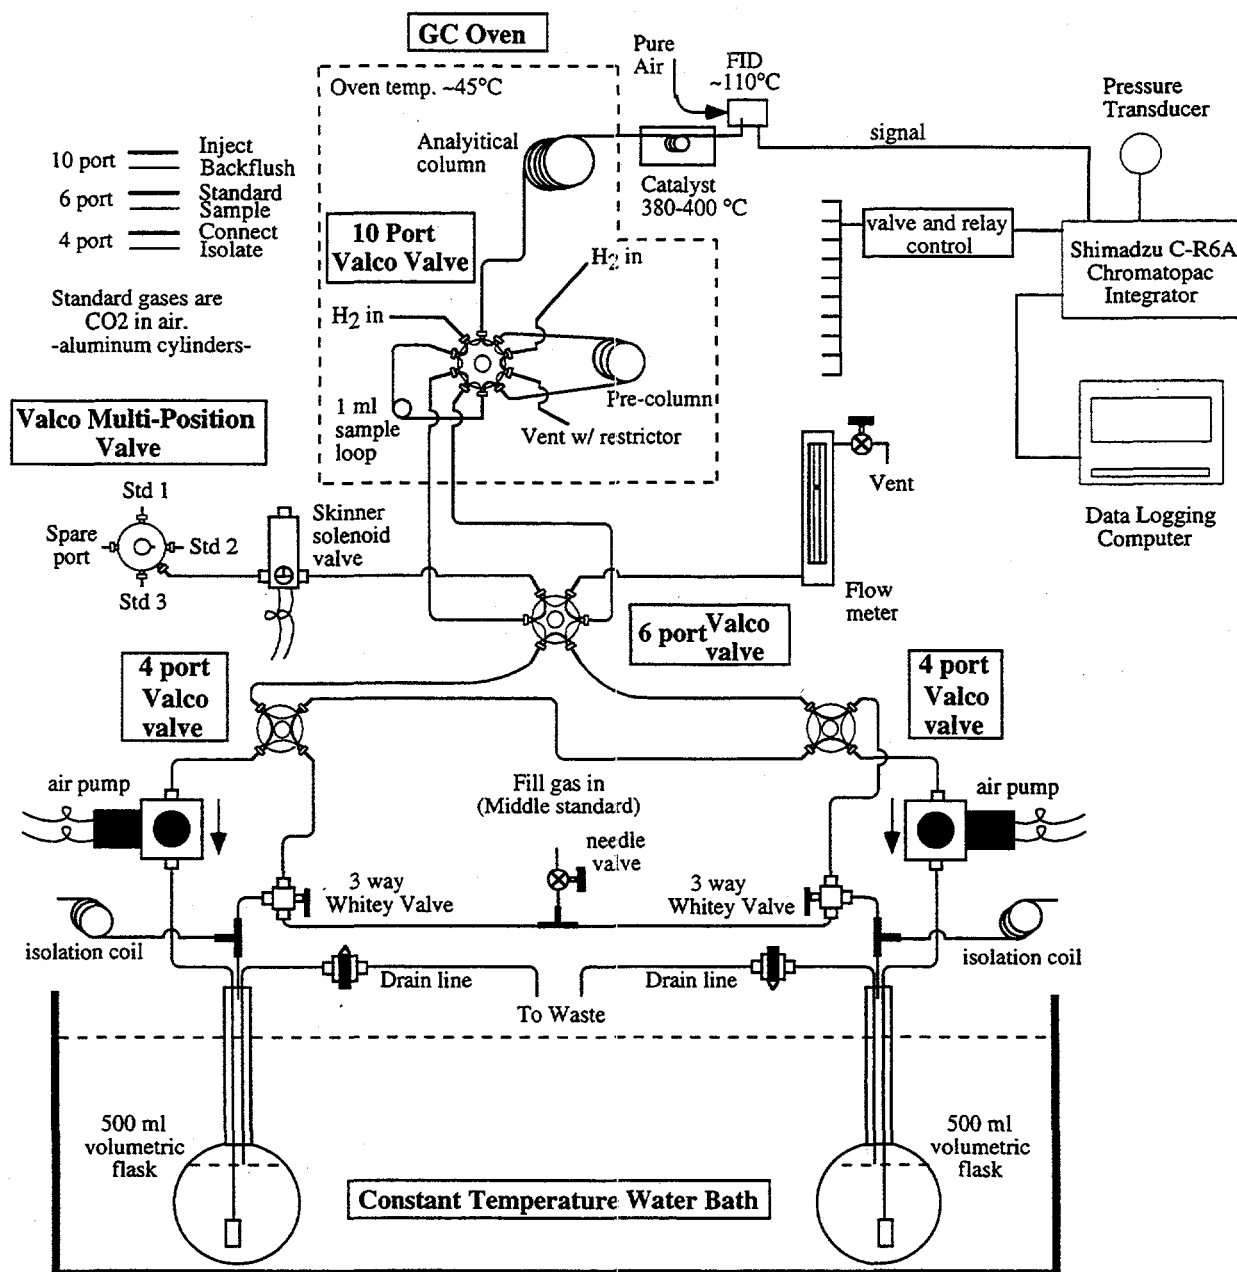 GC Oven
Oven temp. ~45°C
Pure
Air
FID
~110°C
Pressure
Transducer
signal
Analyitical
column
Catalyst
380-400 °C
10 port
Inject
Backflush
6 port
Standard
Sample
4 port
Connect
Isolate
10 Port
Valco Valve
valve and relay
control
Shimadzu C-R6A
Chromatopac
Integrator
H2 in
H2 in
Standard gases are
CO2 in air.
-aluminum cylinders-
Pre-column
1 ml
sample
loop
Vent w/ restrictor
Valco Multi-Position
Valve
Vent
Std 1
Spare
port
Std 2
Std 3
Skinner
solenoid
valve
Data Logging
Computer
Flow
meter
6 port Valco
valve
4 port
Valco
valve
4 port
Valco
valve
air pump
Fill gas in
(Middle standard)
air pump
needle
valve
3 way
Whitey Valve
3 way
Whitey Valve
isolation coil
isolation coil
Drain line
Drain line
To Waste
500 ml
volumetric
flask
500 ml
volumetric
flask
Constant Temperature Water Bath